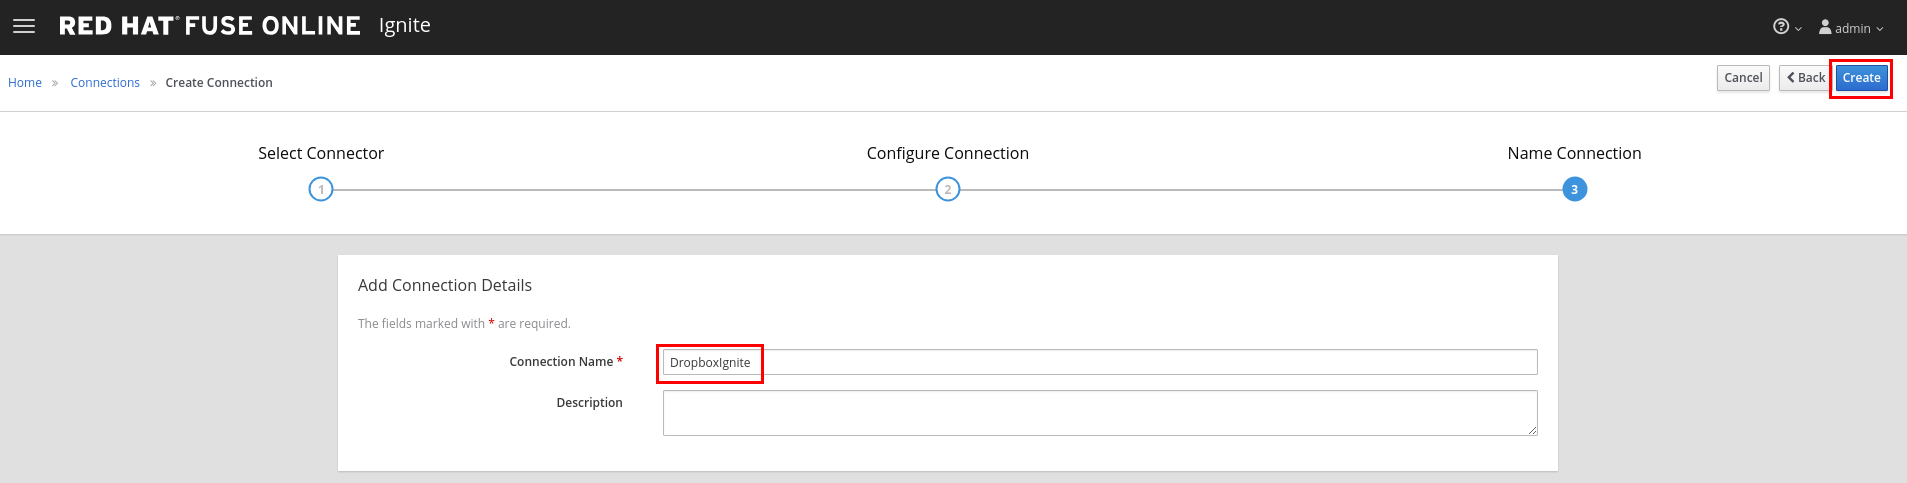 RED HAT® FUSE ONLINE Ignite
admin
Home » Connections » Create Connection
Cancel
Back
Create
Select Connector
Configure Connection
Name Connection
1
2
3
Add Connection Details
The fields marked with * are required.
Connection Name *
DropboxIgnite
Description